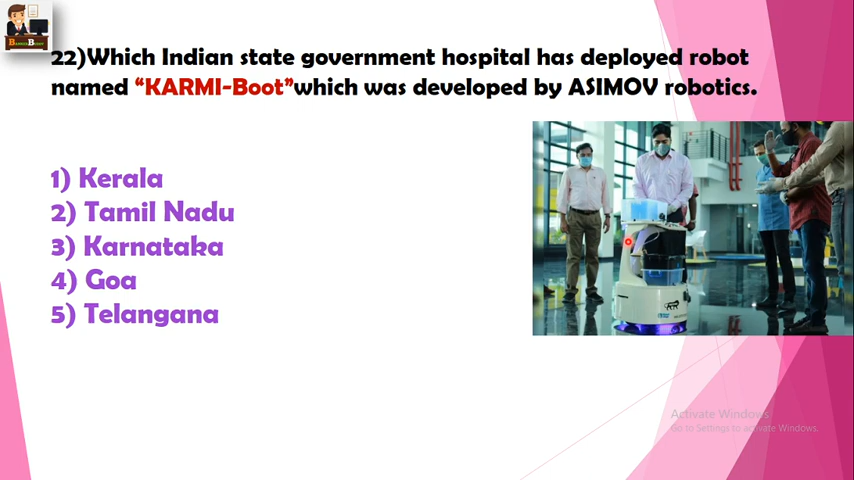 22)Which Indian state government hospital has deployed robot
named “KARMI-Boot”which was developed by ASIMOV robotics.
1) Kerala
2) Tamil Nadu
3) Karnataka
4) Goa
5) Telangana
Activate Windows
Go to Settings to activate Windows.